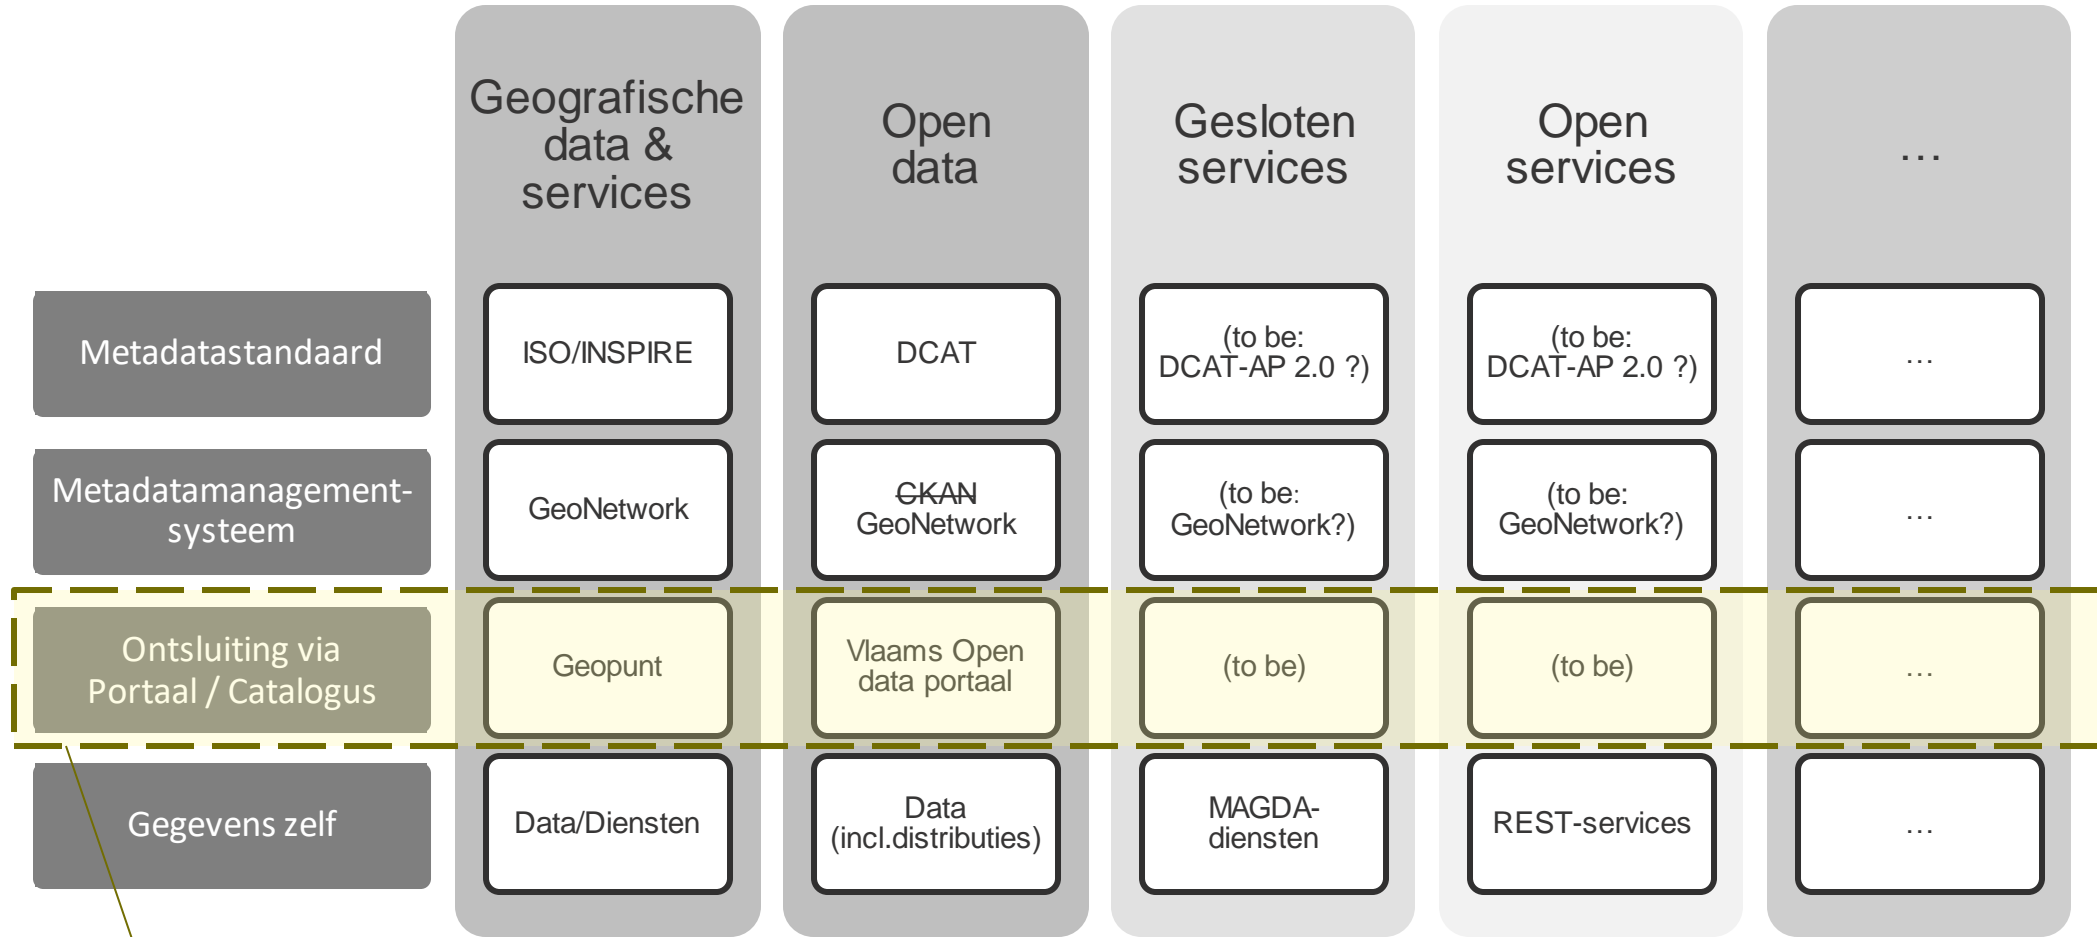 Geografische
data &
services
Open
data
Gesloten
services
Open
services
...
Metadatastandaard
ISO/INSPIRE
DCAT
(to be:
DCAT-AP 2.0 ?)
(to be:
DCAT-AP 2.0 ?)
...
Metadatamanagement-
systeem
GeoNetwork
CKAN
GeoNetwork
(to be:
GeoNetwork?)
(to be:
GeoNetwork?)
...
Ontsluiting via
Portaal / Catalogus
Geopunt
Vlaams Open
data portaal
(to be)
(to be)
...
Gegevens zelf
Data/Diensten
Data
(incl.distributies)
MAGDA-
diensten
REST-services
...